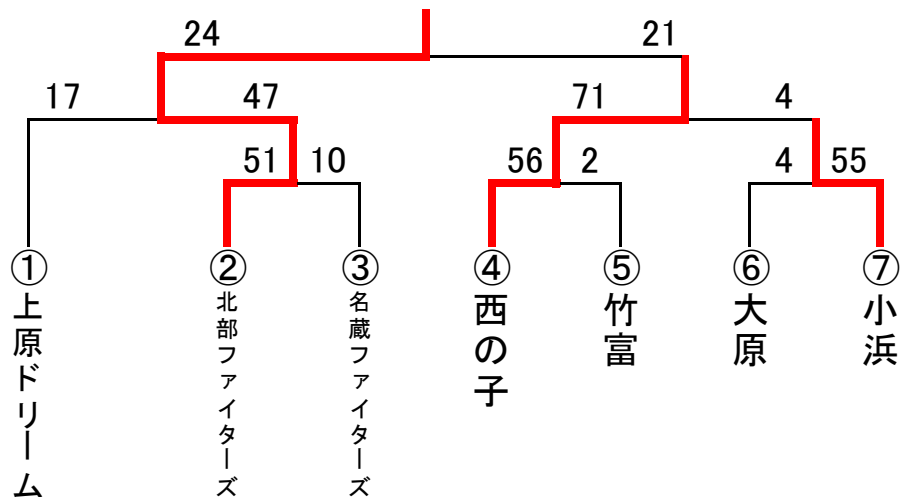 24 21
17 47 71 4
51 10 56 2 4 55
① ② ③ ④ ⑤ ⑥ ⑦
上原ドリーム
北部ファイターズ
名蔵ファイターズ
西の子
竹富
大原
小浜